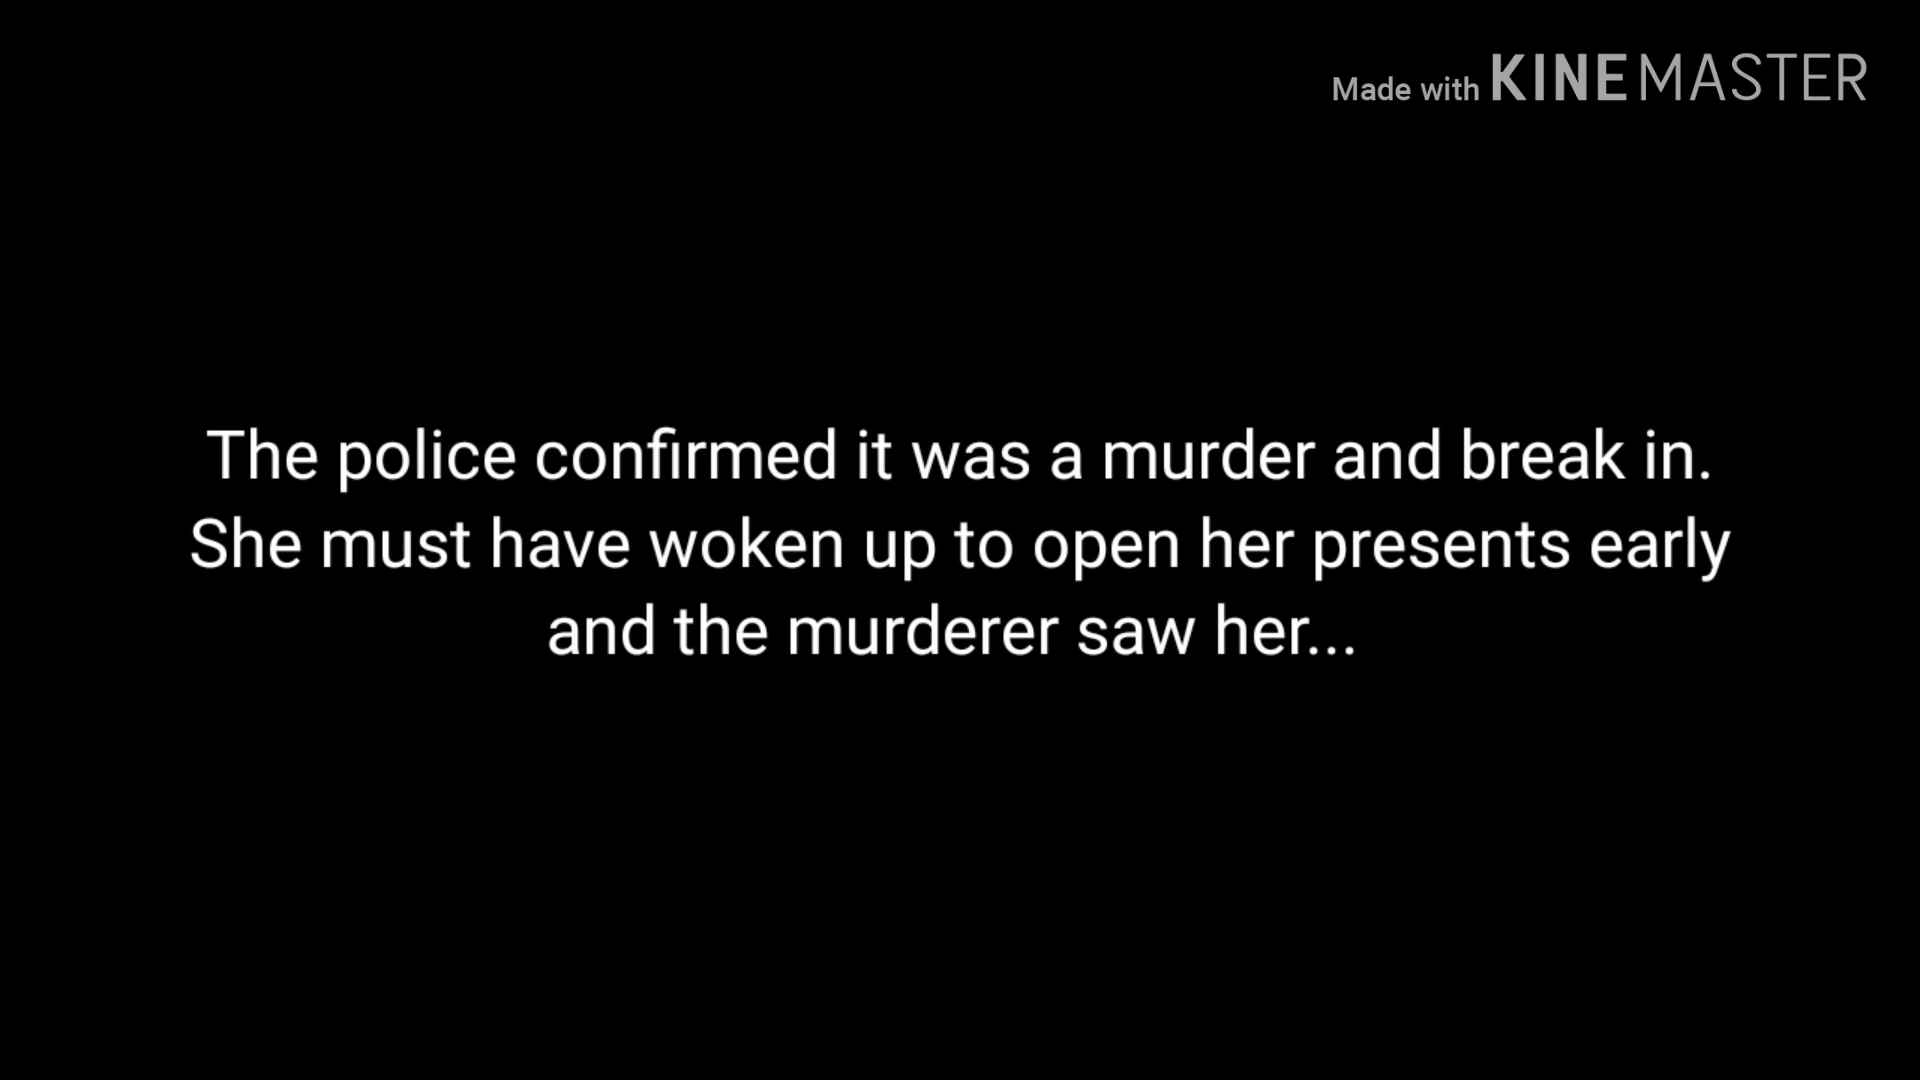 Made with KINEMASTER
The police confirmed it was a murder and break in.
She must have woken up to open her presents early
and the murderer saw her...